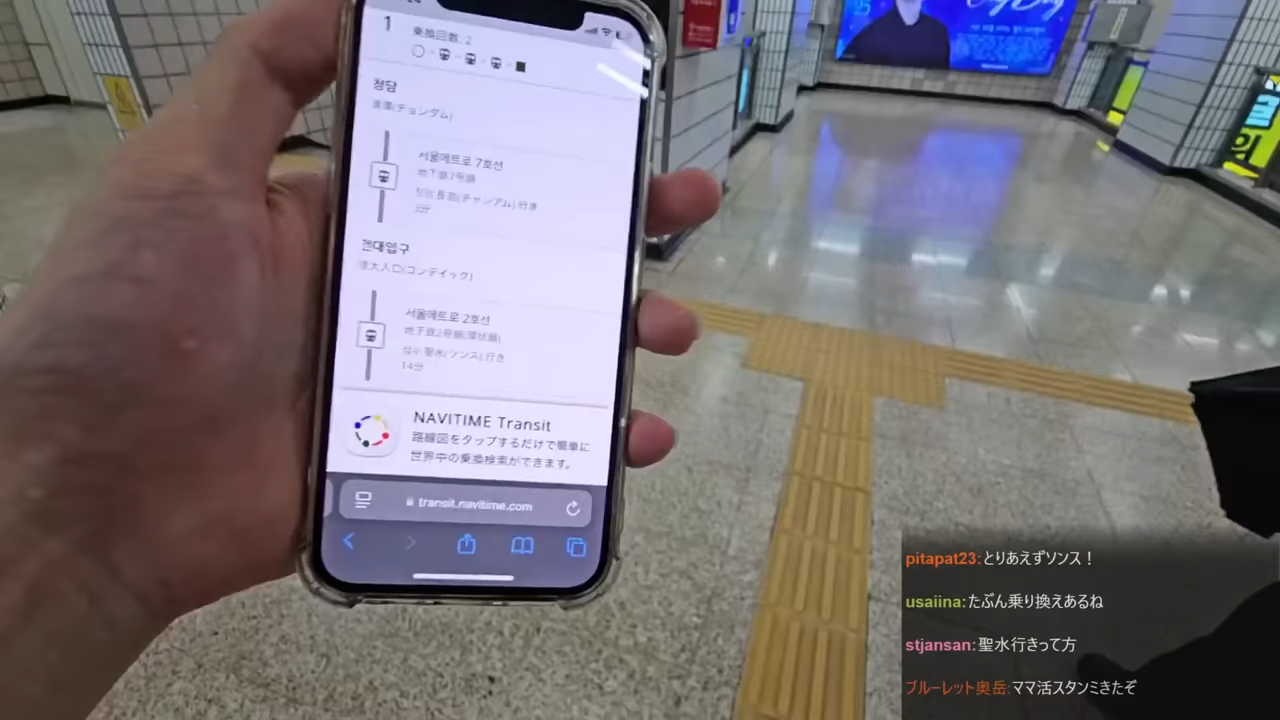 1
乗換回数: 2
청담
清潭(チョンダム)
서울메트로 7호선
地下鉄7号線
長岩(チャンアム)行き
건대입구
建大入口(コンデイック)
서울메트로 2호선
地下鉄2号線(環状線)
성수 聖水(ソンス)行き
14分
NAVITIME Transit
路線図をタップするだけで簡単に
世界中の乗換検索ができます。
transit.navitime.com
pitapat23:とりあえずソンス！
usaiina:たぶん乗り換えあるね
stjansan:聖水行きって方
ブルーレット奥岳:ママ活スタンミきたぞ